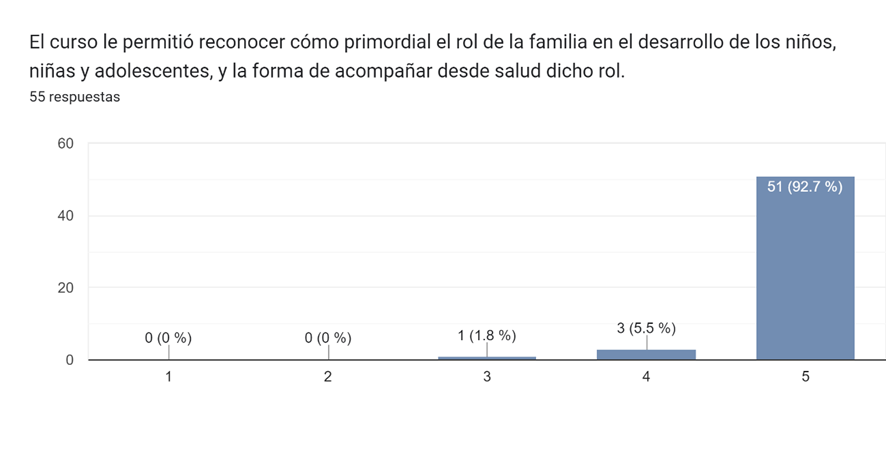 El curso le permitió reconocer cómo primordial el rol de la familia en el desarrollo de los niños,
niñas y adolescentes, y la forma de acompañar desde salud dicho rol.
55 respuestas
60
40
20
0
0 (0 %)
0 (0 %)
1 (1.8 %)
3 (5.5 %)
51 (92.7 %)
1
2
3
4
5